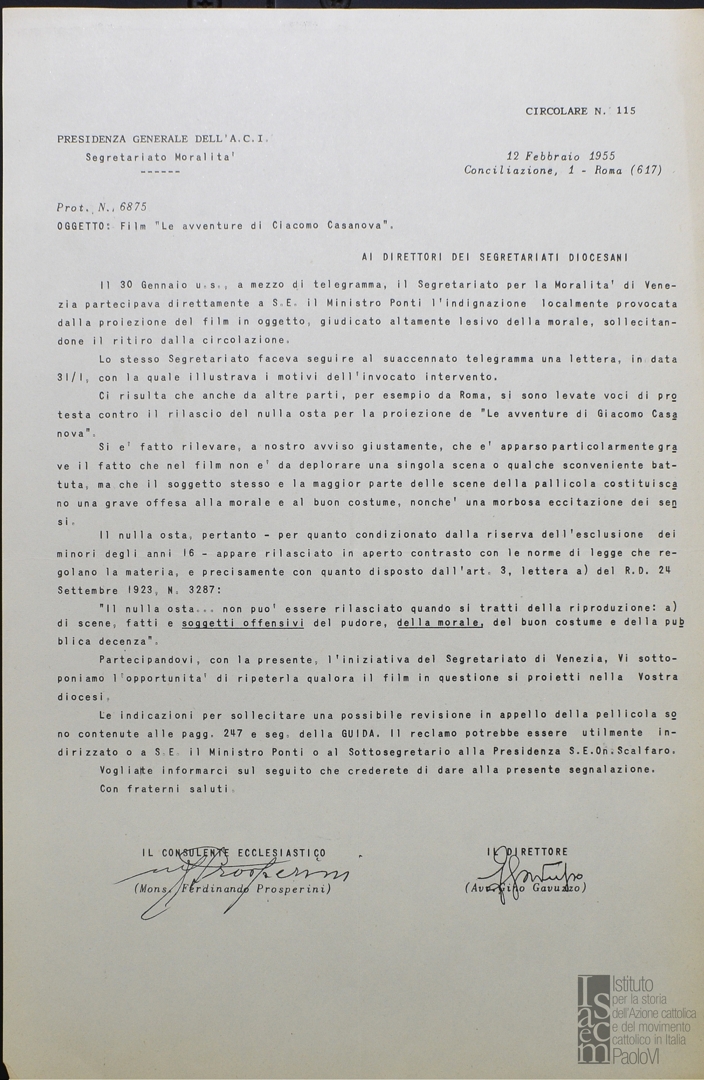 CIRCOLARE N. 115
PRESIDENZA GENERALE DELL'A.C.I.
Segretariato Moralita'
------
12 Febbraio 1955
Conciliazione, 1 - Roma (617)
Prot. N. 6875
OGGETTO: Film "Le avventure di Ciacomo Casanova".
AI DIRETTORI DEI SEGRETARIATI DIOCESANI
Il 30 Gennaio u.s., a mezzo di telegramma, il Segretariato per la Moralita' di Vene-
zia partecipava direttamente a S.E. il Ministro Ponti l'indignazione localmente provocata
dalla proiezione del film in oggetto, giudicato altamente lesivo della morale, sollecitan-
done il ritiro dalla circolazione.
Lo stesso Segretariato faceva seguire al suaccennato telegramma una lettera, in data
31/1, con la quale illustrava i motivi dell'invocato intervento.
Ci risulta che anche da altre parti, per esempio da Roma, si sono levate voci di pro
testa contro il rilascio del nulla osta per la proiezione de "Le avventure di Giacomo Casa
nova".
Si e' fatto rilevare, a nostro avviso giustamente, che e' apparso particolarmente gra
ve il fatto che nel film non e' da deplorare una singola scena o qualche sconveniente bat-
tuta, ma che il soggetto stesso e la maggior parte delle scene della pallicola costituisca
no una grave offesa alla morale e al buon costume, nonche' una morbosa eccitazione dei sen
si.
Il nulla osta, pertanto - per quanto condizionato dalla riserva dell'esclusione dei
minori degli anni 16 - appare rilasciato in aperto contrasto con le norme di legge che re-
golano la materia, e precisamente con quanto disposto dall'art. 3, lettera a) del R.D. 24
Settembre 1923, N. 3287:
"Il nulla osta... non puo' essere rilasciato quando si tratti della riproduzione: a)
di scene, fatti e soggetti offensivi del pudore, della morale, del buon costume e della pub
blica decenza".
Partecipandovi, con la presente, l'iniziativa del Segretariato di Venezia, Vi sotto-
poniamo l'opportunita' di ripeterla qualora il film in questione si proietti nella Vostra
diocesi.
Le indicazioni per sollecitare una possibile revisione in appello della pellicola so
no contenute alle pagg. 247 e seg. della GUIDA. Il reclamo potrebbe essere utilmente in-
dirizzato o a S.E. il Ministro Ponti o al Sottosegretario alla Presidenza S.E.On.Scalfaro.
Vogliate informarci sul seguito che crederete di dare alla presente segnalazione.
Con fraterni saluti.
IL CONSULENTE ECCLESIASTICO
IL DIRETTORE
(Mons. Ferdinando Prosperini)
(Avv. Gino Gavuzzo)
Isacem
Istituto
per la storia
dell'Azione cattolica
e del movimento
cattolico in Italia
PaoloVI